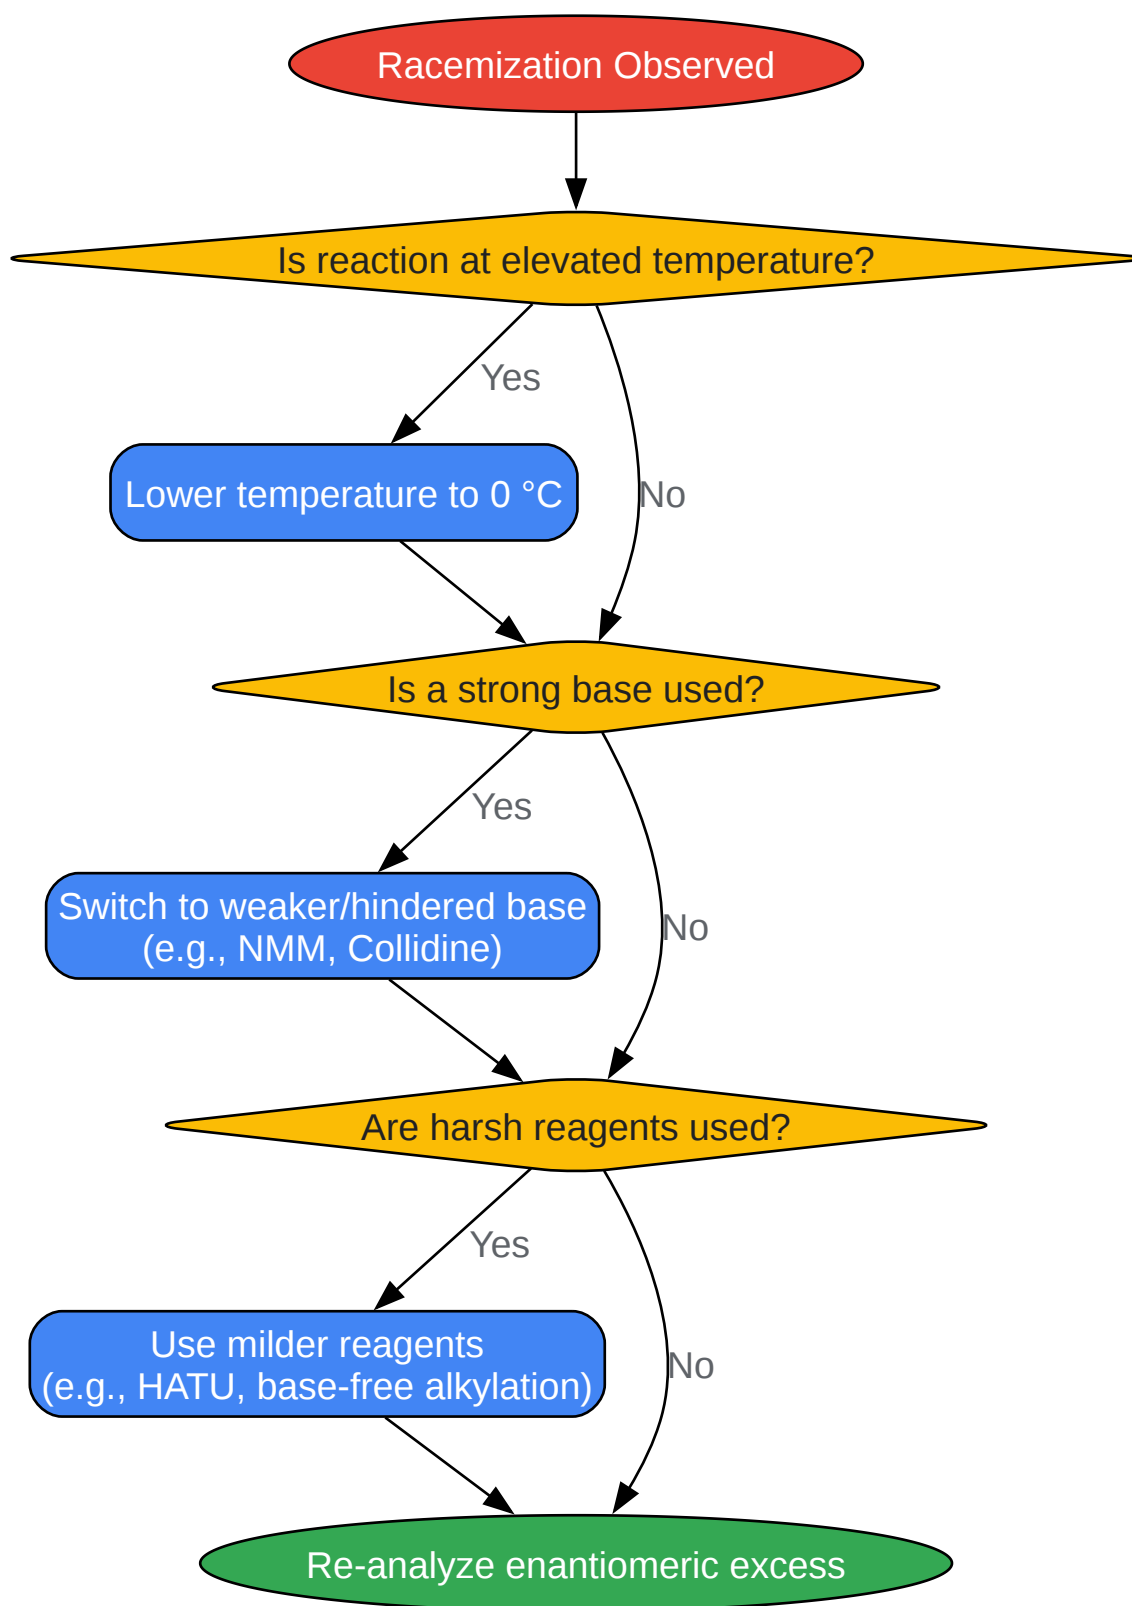 Racemization Observed
Is reaction at elevated temperature?
Yes
Lower temperature to 0 °C
No
Is a strong base used?
Yes
Switch to weaker/hindered base
(e.g., NMM, Collidine)
No
Are harsh reagents used?
Yes
Use milder reagents
(e.g., HATU, base-free alkylation)
No
Re-analyze enantiomeric excess